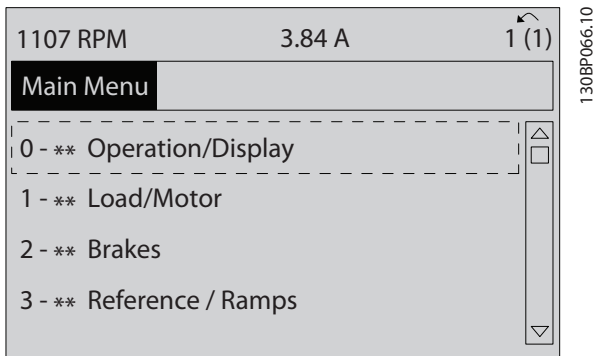 1107 RPM 3.84 A 1 (1)
Main Menu
0 - ** Operation/Display
1 - ** Load/Motor
2 - ** Brakes
3 - ** Reference / Ramps
130BP066.10